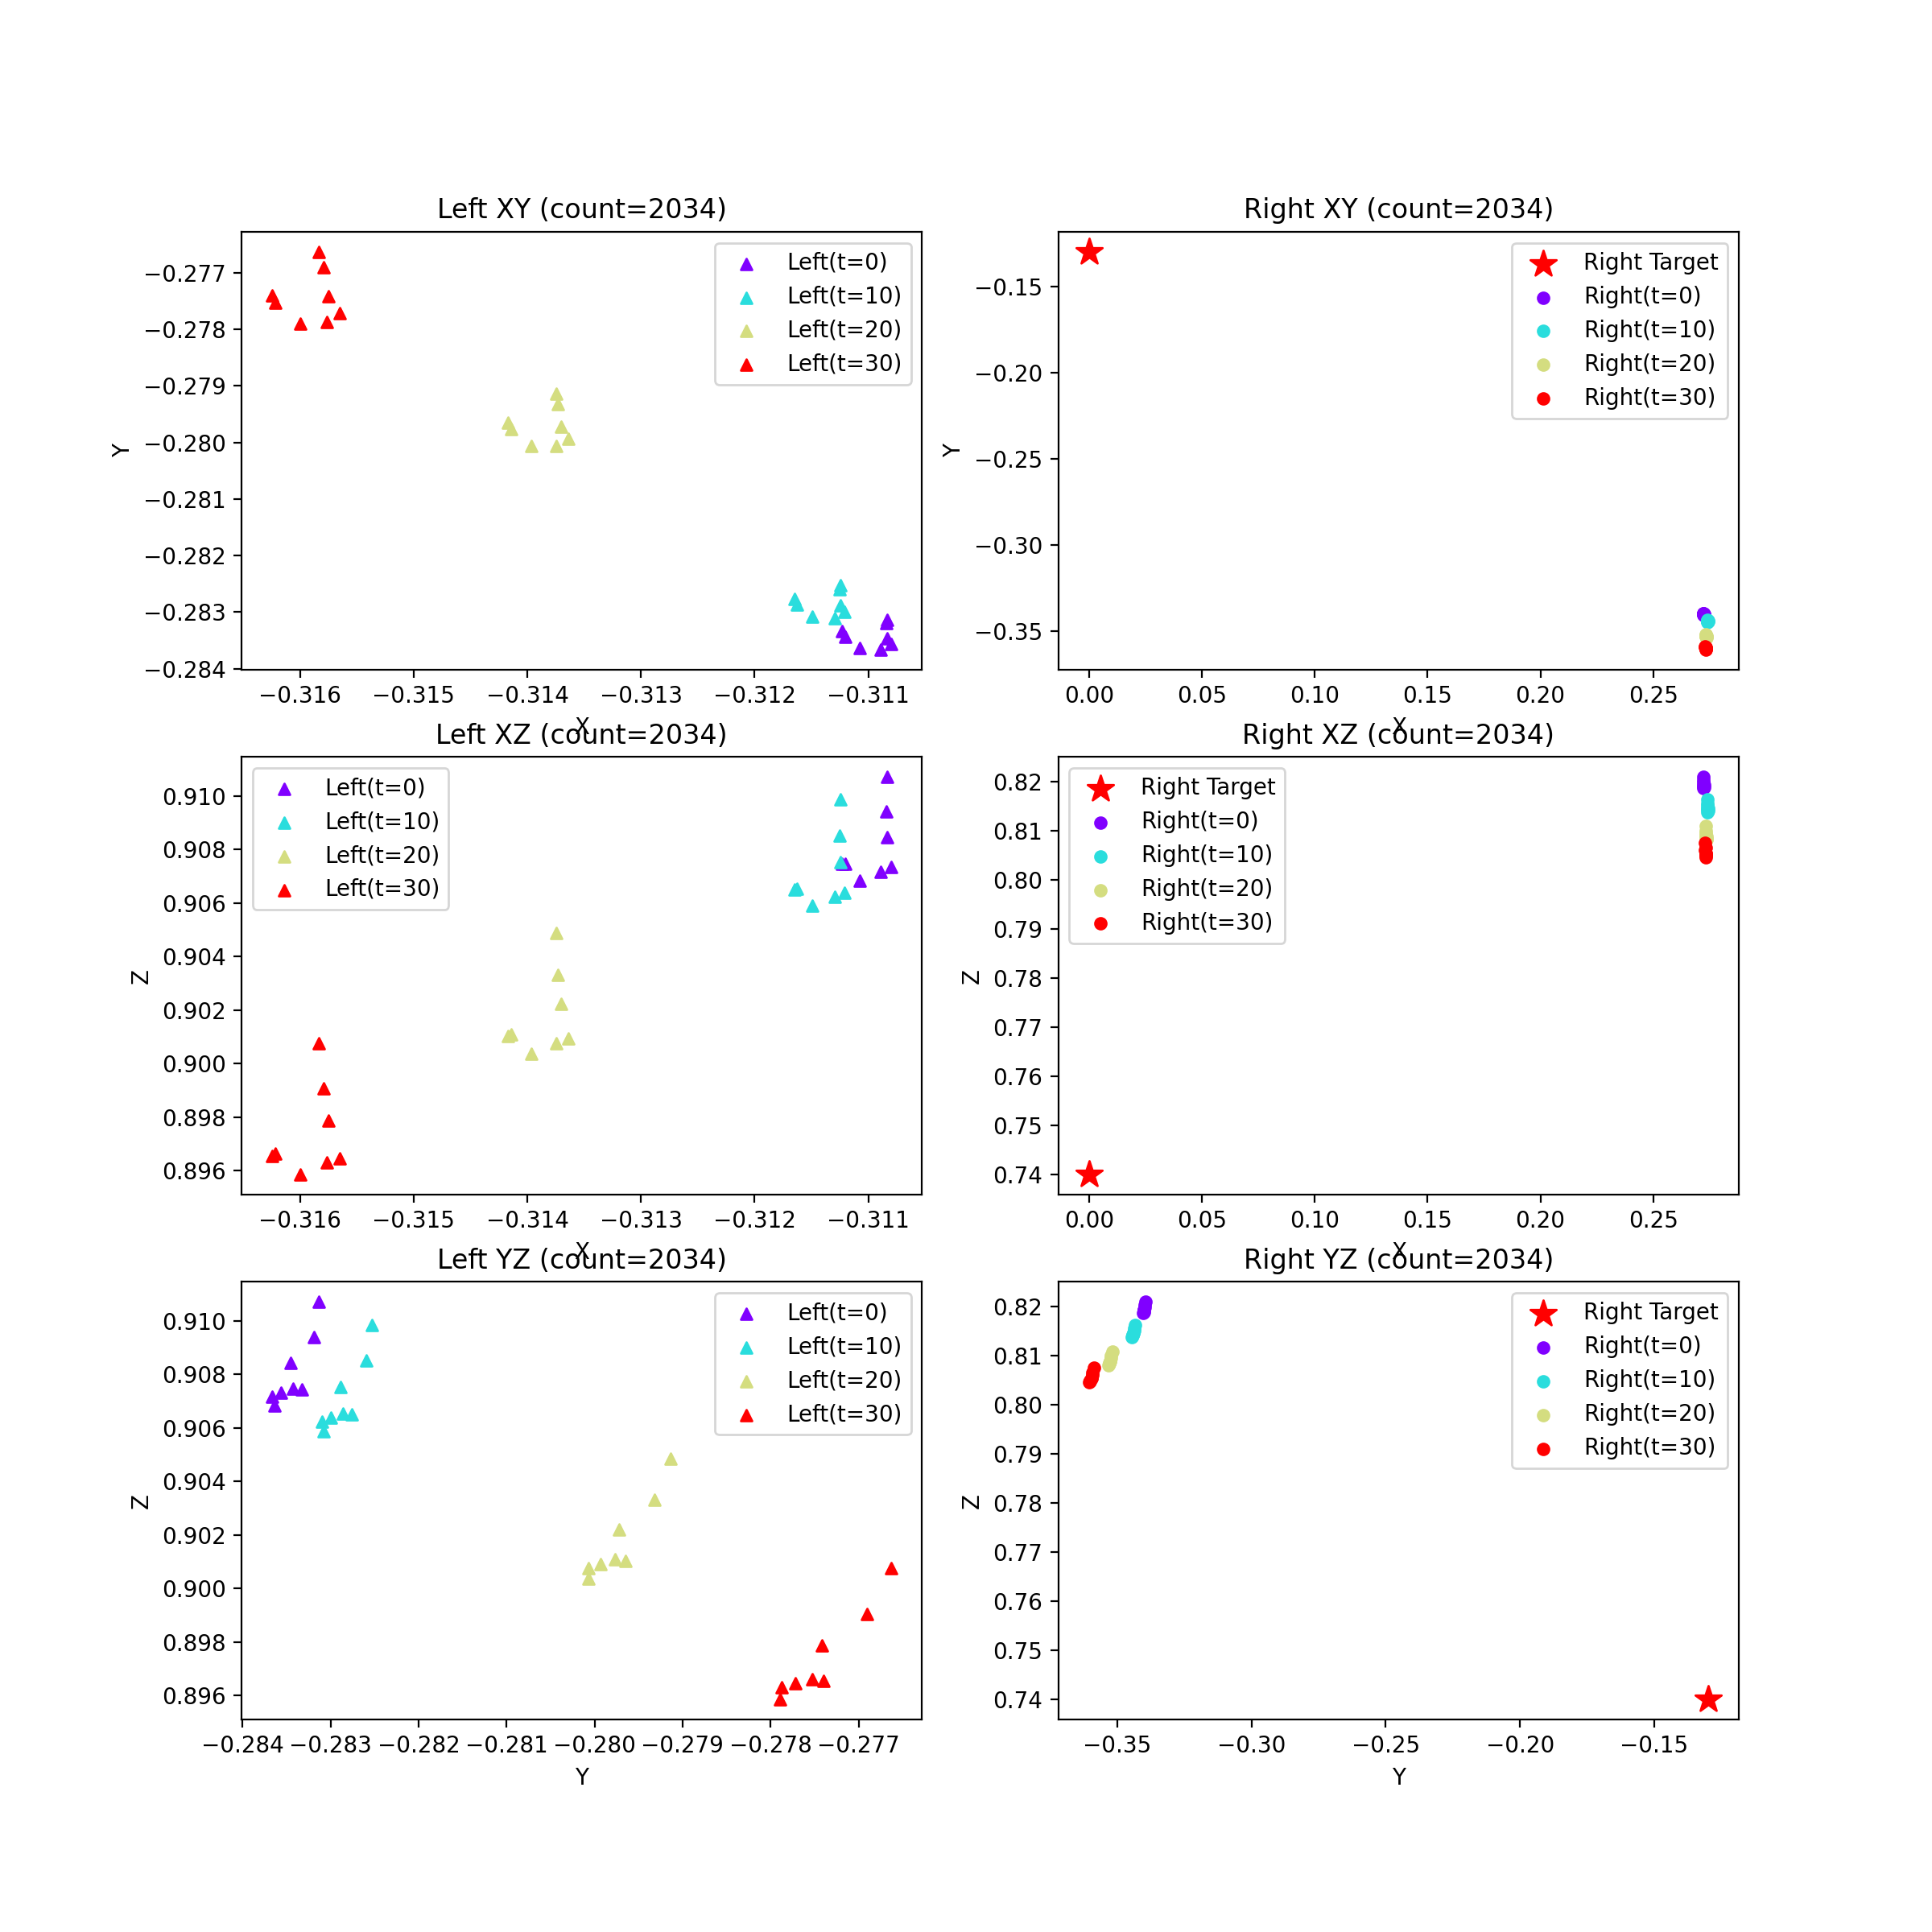 Left XY (count=2034)
Left(t=0)
Left(t=10)
Left(t=20)
Left(t=30)
−0.277
−0.278
−0.279
−0.280
−0.281
−0.282
−0.283
−0.284
Y
−0.316 −0.315 −0.314 −0.313 −0.312 −0.311
X
Right XY (count=2034)
Right Target
Right(t=0)
Right(t=10)
Right(t=20)
Right(t=30)
−0.15
−0.20
−0.25
−0.30
−0.35
Y
0.00 0.05 0.10 0.15 0.20 0.25
X
Left XZ (count=2034)
Left(t=0)
Left(t=10)
Left(t=20)
Left(t=30)
0.910
0.908
0.906
0.904
0.902
0.900
0.898
0.896
Z
−0.316 −0.315 −0.314 −0.313 −0.312 −0.311
X
Right XZ (count=2034)
Right Target
Right(t=0)
Right(t=10)
Right(t=20)
Right(t=30)
0.82
0.81
0.80
0.79
0.78
0.77
0.76
0.75
0.74
Z
0.00 0.05 0.10 0.15 0.20 0.25
X
Left YZ (count=2034)
Left(t=0)
Left(t=10)
Left(t=20)
Left(t=30)
0.910
0.908
0.906
0.904
0.902
0.900
0.898
0.896
Z
−0.284 −0.283 −0.282 −0.281 −0.280 −0.279 −0.278 −0.277
Y
Right YZ (count=2034)
Right Target
Right(t=0)
Right(t=10)
Right(t=20)
Right(t=30)
0.82
0.81
0.80
0.79
0.78
0.77
0.76
0.75
0.74
Z
−0.35 −0.30 −0.25 −0.20 −0.15
Y